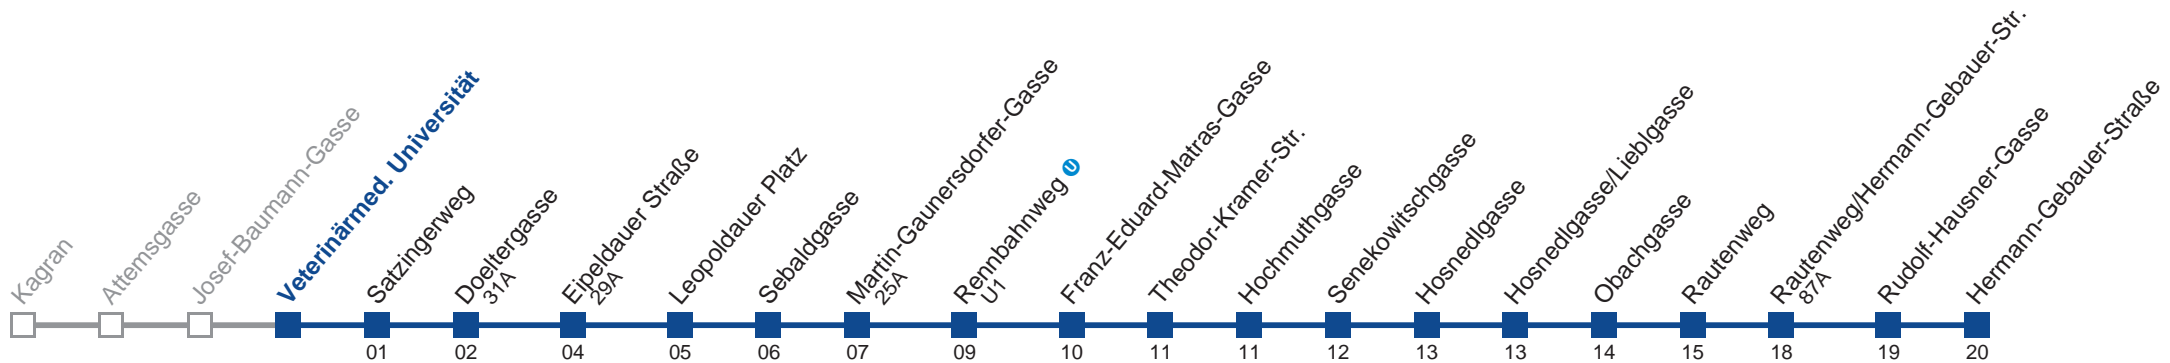 Kagran
Attemsgasse
Josef-Baumann-Gasse
Veterinärmed. Universität
Satzingerweg
Doeltergasse
31A
Eipeldauer Straße
29A
Leopoldauer Platz
Sebaldgasse
Martin-Gaunersdorfer-Gasse
25A
Rennbahnweg U
U1
Franz-Eduard-Matras-Gasse
Theodor-Kramer-Str.
Hochmuthgasse
Senekowitschgasse
Hosnedlgasse
Hosnedlgasse/Lieblgasse
Obachgasse
Rautenweg
Rautenweg/Hermann-Gebauer-Str.
87A
Rudolf-Hausner-Gasse
Hermann-Gebauer-Straße
01 02 04 05 06 07 09 10 11 11 12 13 13 14 15 18 19 20